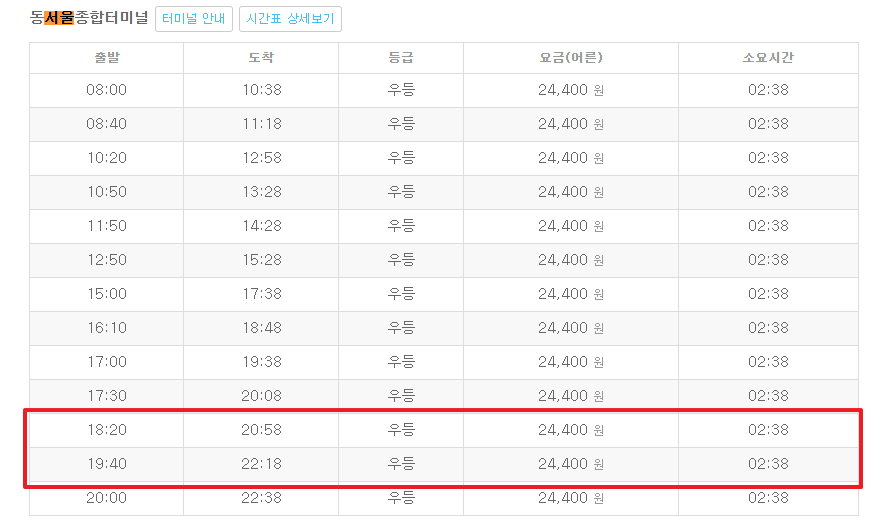 동서울종합터미널 터미널 안내 시간표 상세보기
출발 도착 등급 요금(어른) 소요시간
08:00 10:38 우등 24,400 원 02:38
08:40 11:18 우등 24,400 원 02:38
10:20 12:58 우등 24,400 원 02:38
10:50 13:28 우등 24,400 원 02:38
11:50 14:28 우등 24,400 원 02:38
12:50 15:28 우등 24,400 원 02:38
15:00 17:38 우등 24,400 원 02:38
16:10 18:48 우등 24,400 원 02:38
17:00 19:38 우등 24,400 원 02:38
17:30 20:08 우등 24,400 원 02:38
18:20 20:58 우등 24,400 원 02:38
19:40 22:18 우등 24,400 원 02:38
20:00 22:38 우등 24,400 원 02:38